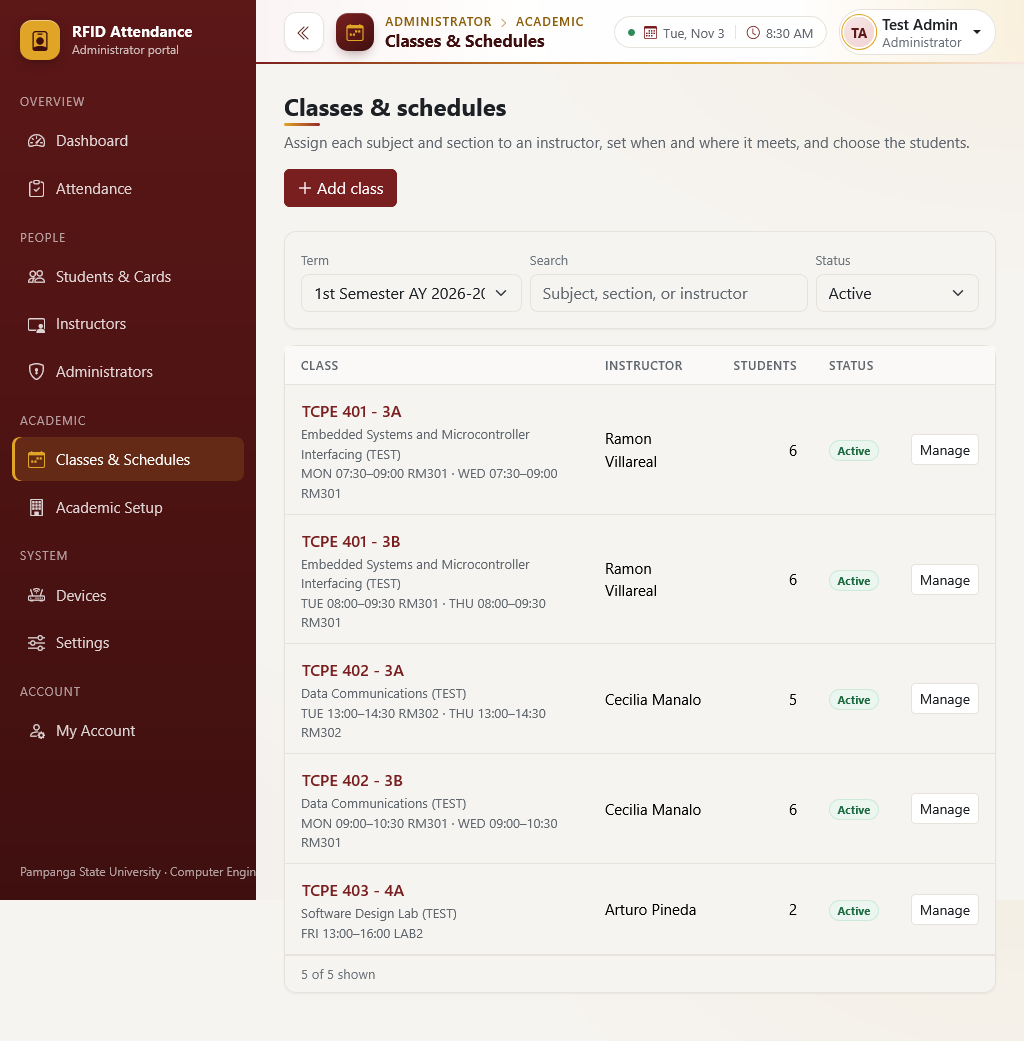 RFID Attendance
Administrator portal
OVERVIEW
Dashboard
Attendance
PEOPLE
Students & Cards
Instructors
Administrators
ACADEMIC
Classes & Schedules
Academic Setup
SYSTEM
Devices
Settings
ACCOUNT
My Account
Pampanga State University · Computer Engin
ADMINISTRATOR > ACADEMIC
Classes & Schedules
Tue, Nov 3
8:30 AM
TA
Test Admin
Administrator
Classes & schedules
Assign each subject and section to an instructor, set when and where it meets, and choose the students.
+ Add class
Term
Search
Status
1st Semester AY 2026-20
Subject, section, or instructor
Active
CLASS INSTRUCTOR STUDENTS STATUS
TCPE 401 - 3A
Embedded Systems and Microcontroller
Interfacing (TEST)
MON 07:30–09:00 RM301 · WED 07:30–09:00
RM301
Ramon
Villareal
6
Active
Manage
TCPE 401 - 3B
Embedded Systems and Microcontroller
Interfacing (TEST)
TUE 08:00–09:30 RM301 · THU 08:00–09:30
RM301
Ramon
Villareal
6
Active
Manage
TCPE 402 - 3A
Data Communications (TEST)
TUE 13:00–14:30 RM302 · THU 13:00–14:30
RM302
Cecilia Manalo
5
Active
Manage
TCPE 402 - 3B
Data Communications (TEST)
MON 09:00–10:30 RM301 · WED 09:00–10:30
RM301
Cecilia Manalo
6
Active
Manage
TCPE 403 - 4A
Software Design Lab (TEST)
FRI 13:00–16:00 LAB2
Arturo Pineda
2
Active
Manage
5 of 5 shown